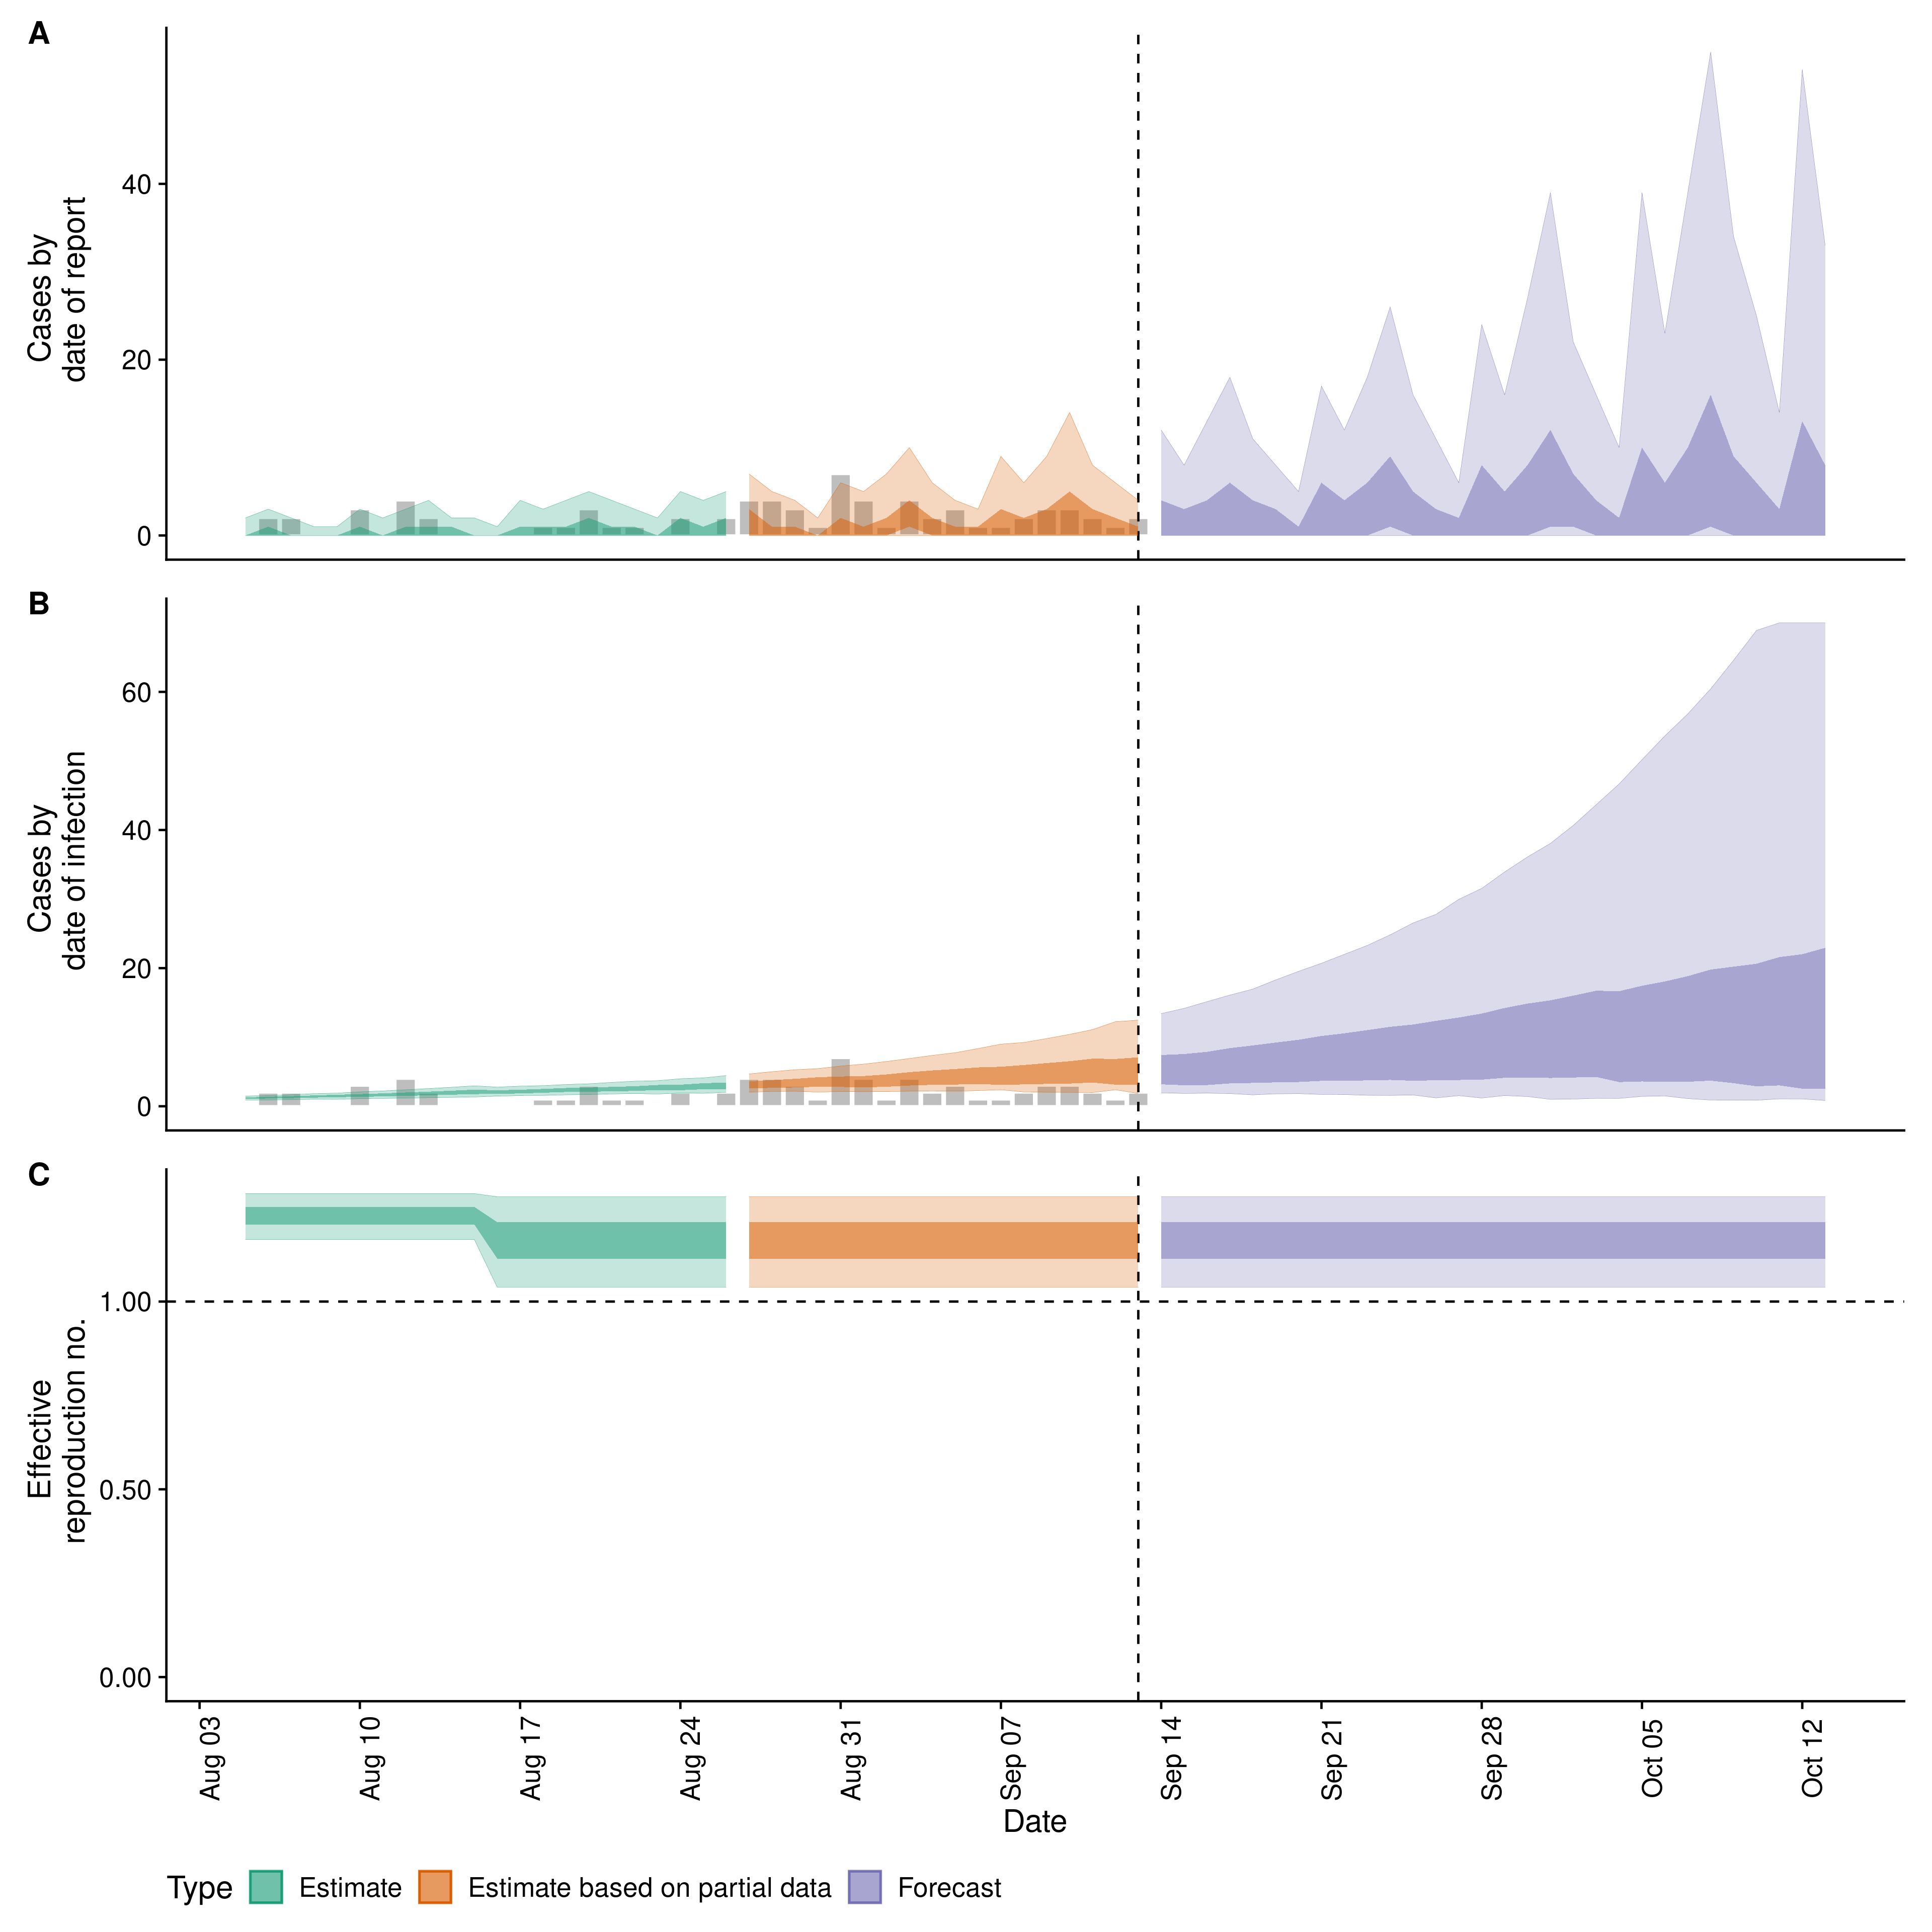 A
Cases by
date of report
40
20
0
B
Cases by
date of infection
60
40
20
0
C
Effective
reproduction no.
1.00
0.50
0.00
Aug 03
Aug 10
Aug 17
Aug 24
Aug 31
Sep 07
Sep 14
Sep 21
Sep 28
Oct 05
Oct 12
Date
Type Estimate Estimate based on partial data Forecast